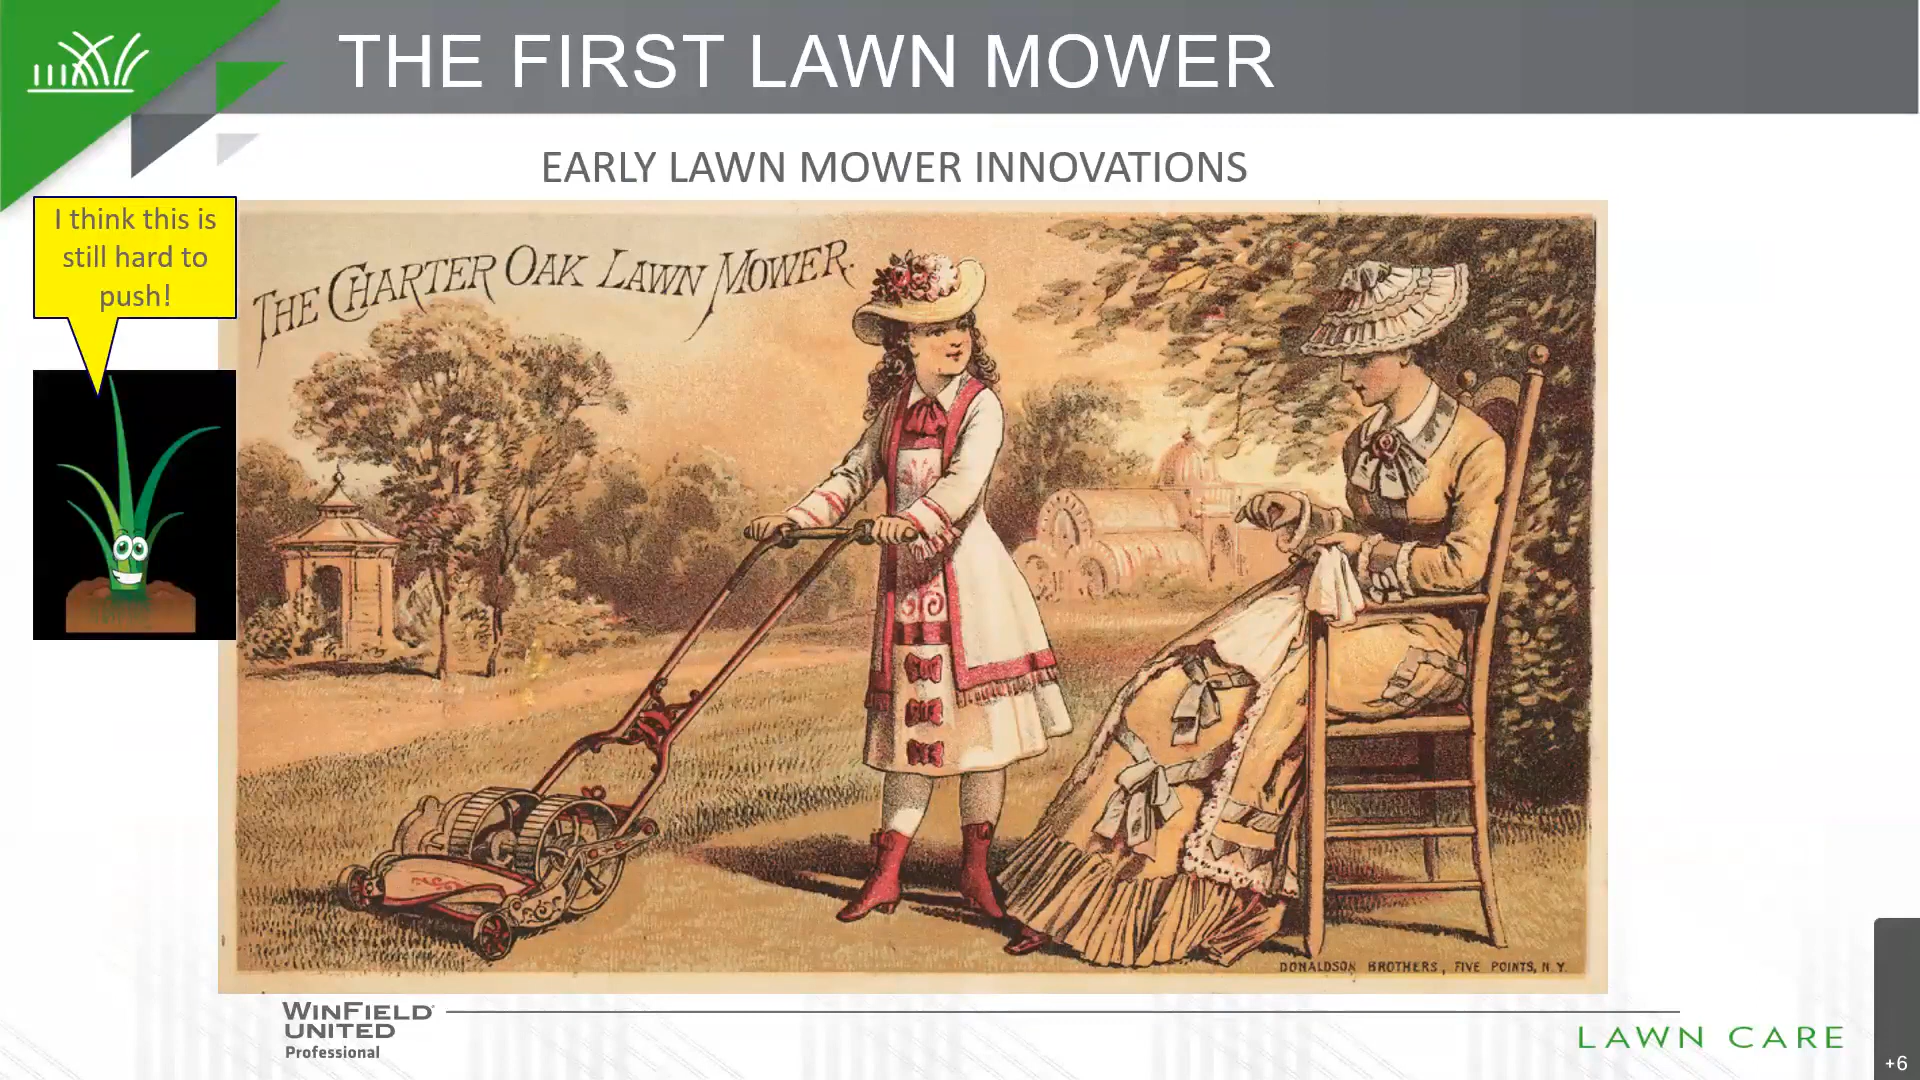 THE FIRST LAWN MOWER
EARLY LAWN MOWER INNOVATIONS
I think this is
still hard to
push!
THE CHARTER OAK LAWN MOWER.
DONALDSON BROTHERS, FIVE POINTS, N.Y.
WINFIELD
UNITED
Professional
LAWN CARE
+6